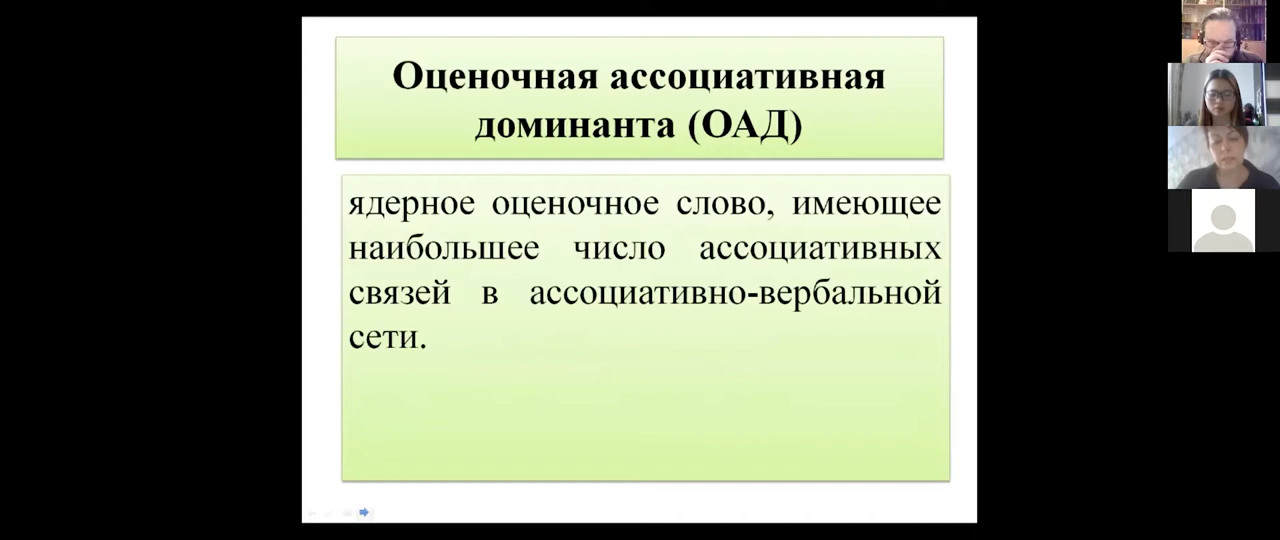 Оценочная ассоциативная
доминанта (ОАД)
ядерное оценочное слово, имеющее
наибольшее число ассоциативных
связей в ассоциативно-вербальной
сети.